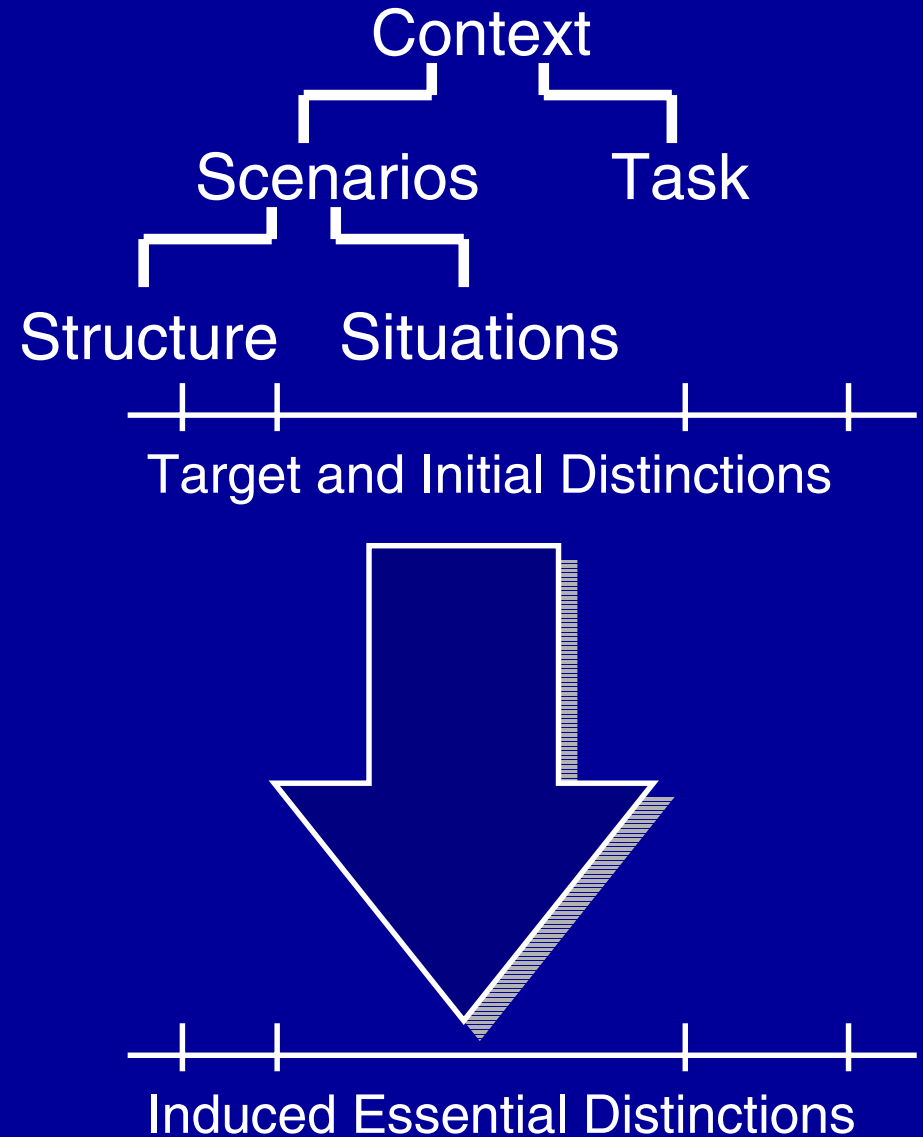 Context
Scenarios Task
Structure Situations
Target and Initial Distinctions
Induced Essential Distinctions